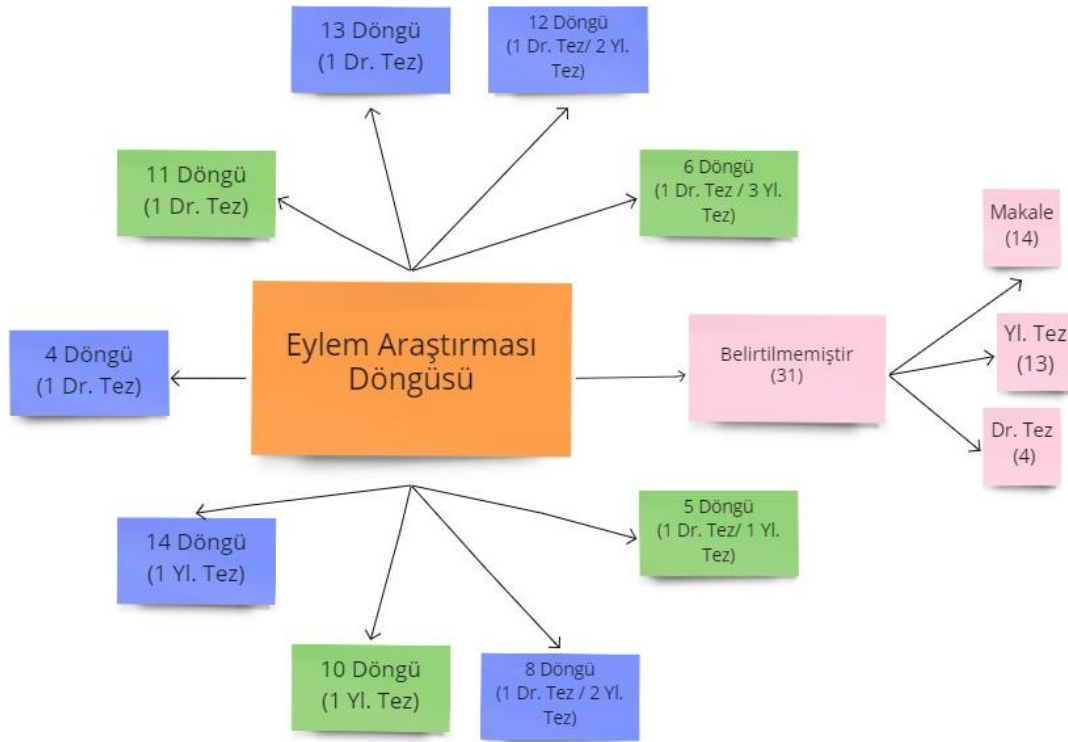 13 Döngü
(1 Dr. Tez)
12 Döngü
(1 Dr. Tez/ 2 Yl.
Tez)
11 Döngü
(1 Dr. Tez)
6 Döngü
(1 Dr. Tez / 3 Yl.
Tez)
Makale
(14)
Eylem Araştırması
Döngüsü
4 Döngü
(1 Dr. Tez)
Belirtilmemiştir
(31)
Yl. Tez
(13)
Dr. Tez
(4)
14 Döngü
(1 Yl. Tez)
5 Döngü
(1 Dr. Tez/ 1 Yl.
Tez)
10 Döngü
(1 Yl. Tez)
8 Döngü
(1 Dr. Tez / 2 Yl.
Tez)